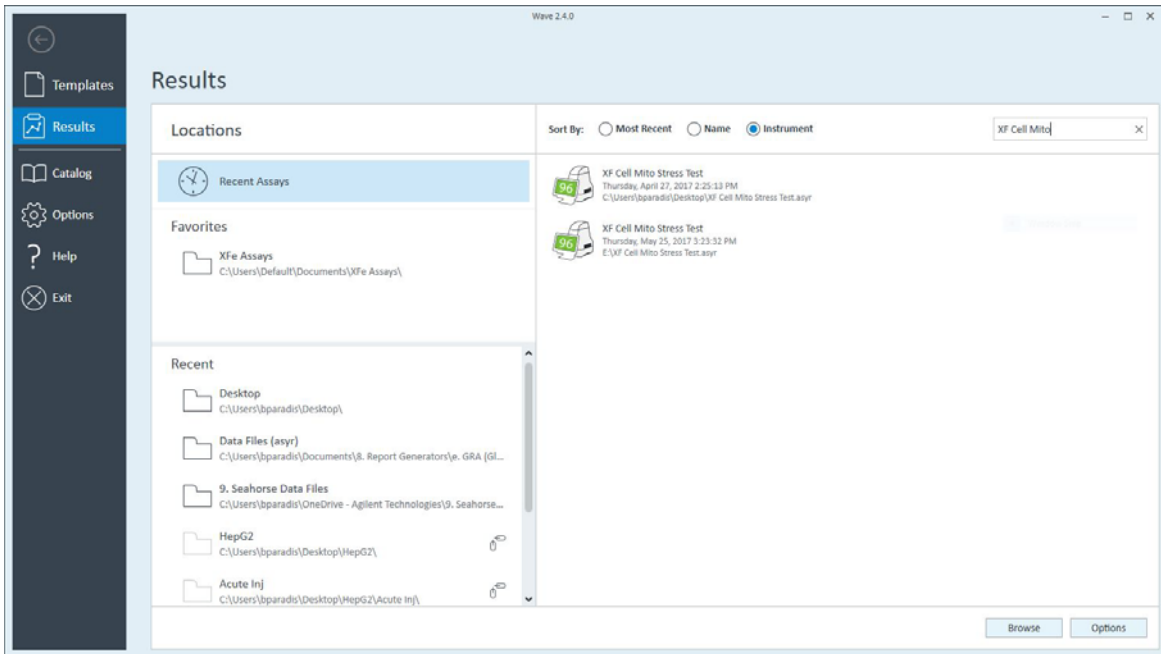 Wave 2.4.0
Templates
Results
Catalog
Options
Help
Exit
Results
Locations
Recent Assays
Favorites
XFe Assays
C:\Users\Default\Documents\XFe Assays\
Recent
Desktop
C:\Users\bparadis\Desktop\
Data Files (asyr)
C:\Users\bparadis\Documents\8. Report Generators\e. GRA (Gl...
9. Seahorse Data Files
C:\Users\bparadis\OneDrive - Agilent Technologies\9. Seahorse...
HepG2
C:\Users\bparadis\Desktop\HepG2\
Acute Inj
C:\Users\bparadis\Desktop\HepG2\Acute Inj\
Sort By: Most Recent Name Instrument
XF Cell Mito
96
XF Cell Mito Stress Test
Thursday, April 27, 2017 2:25:13 PM
C:\Users\bparadis\Desktop\XF Cell Mito Stress Test.asyr
96
XF Cell Mito Stress Test
Thursday, May 25, 2017 3:23:32 PM
E:\XF Cell Mito Stress Test.asyr
Browse Options